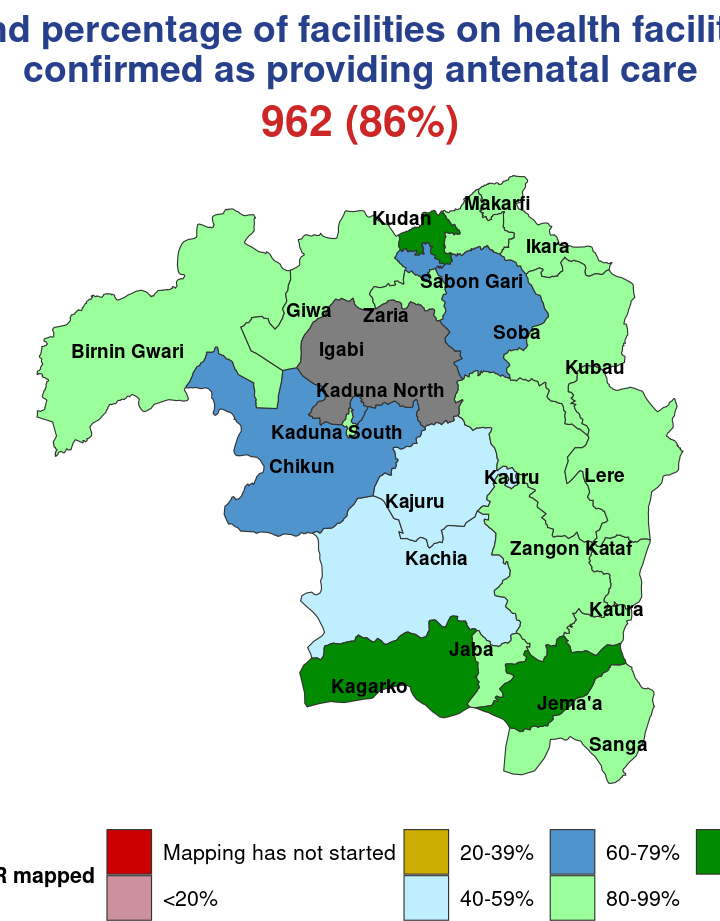 nd percentage of facilities on health facilit
confirmed as providing antenatal care
962 (86%)
Makarfi
Kudan
Ikara
Sabon Gari
Giwa
Zaria
Soba
Birnin Gwari
Igabi
Kubau
Kaduna North
Kaduna South
Chikun
Kauru
Lere
Kajuru
Kachia
Zangon Kataf
Kaura
Jaba
Kagarko
Jema'a
Sanga
R mapped
Mapping has not started
<20%
20-39%
40-59%
60-79%
80-99%